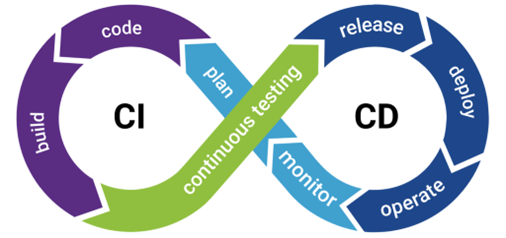 code
build
CI
plan
continuous testing
release
deploy
CD
operate
monitor